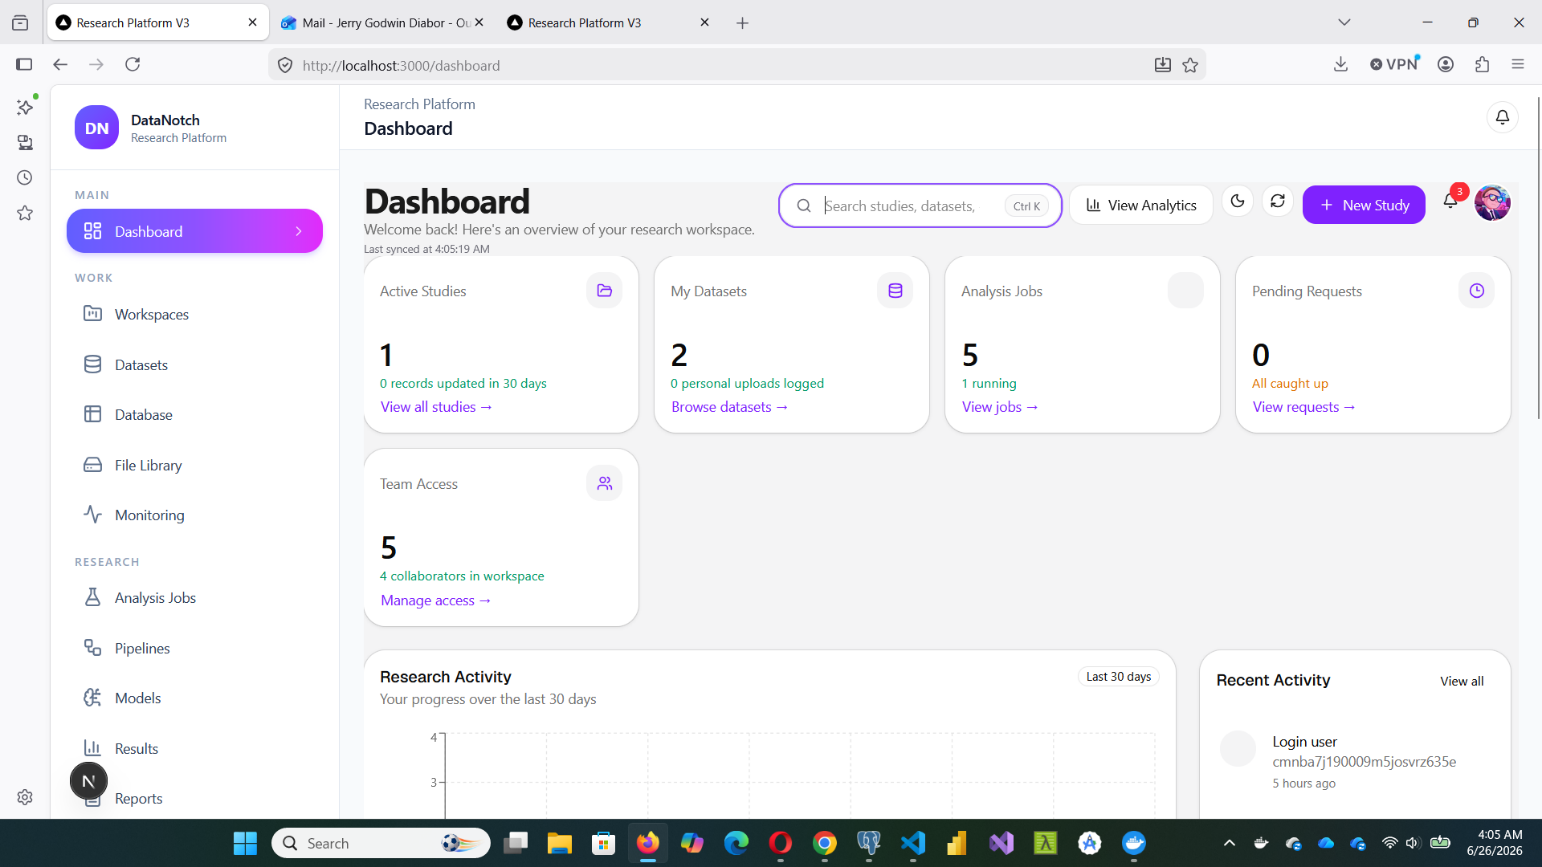 Research Platform V3
Mail - Jerry Godwin Diabor - Ou
Research Platform V3
http://localhost:3000/dashboard
VPN
DN
DataNotch
Research Platform
MAIN
Dashboard
WORK
Workspaces
Datasets
Database
File Library
Monitoring
RESEARCH
Analysis Jobs
Pipelines
Models
Results
N
Reports
Research Platform
Dashboard
Dashboard
Welcome back! Here's an overview of your research workspace.
Last synced at 4:05:19 AM
Search studies, datasets,
Ctrl K
View Analytics
+ New Study
3
Active Studies
1
0 records updated in 30 days
View all studies →
My Datasets
2
0 personal uploads logged
Browse datasets →
Analysis Jobs
5
1 running
View jobs →
Pending Requests
0
All caught up
View requests →
Team Access
5
4 collaborators in workspace
Manage access →
Research Activity
Your progress over the last 30 days
Last 30 days
4
3
Recent Activity
View all
Login user
cmnba7j190009m5josvrz635e
5 hours ago
Search
4:05 AM
6/26/2026